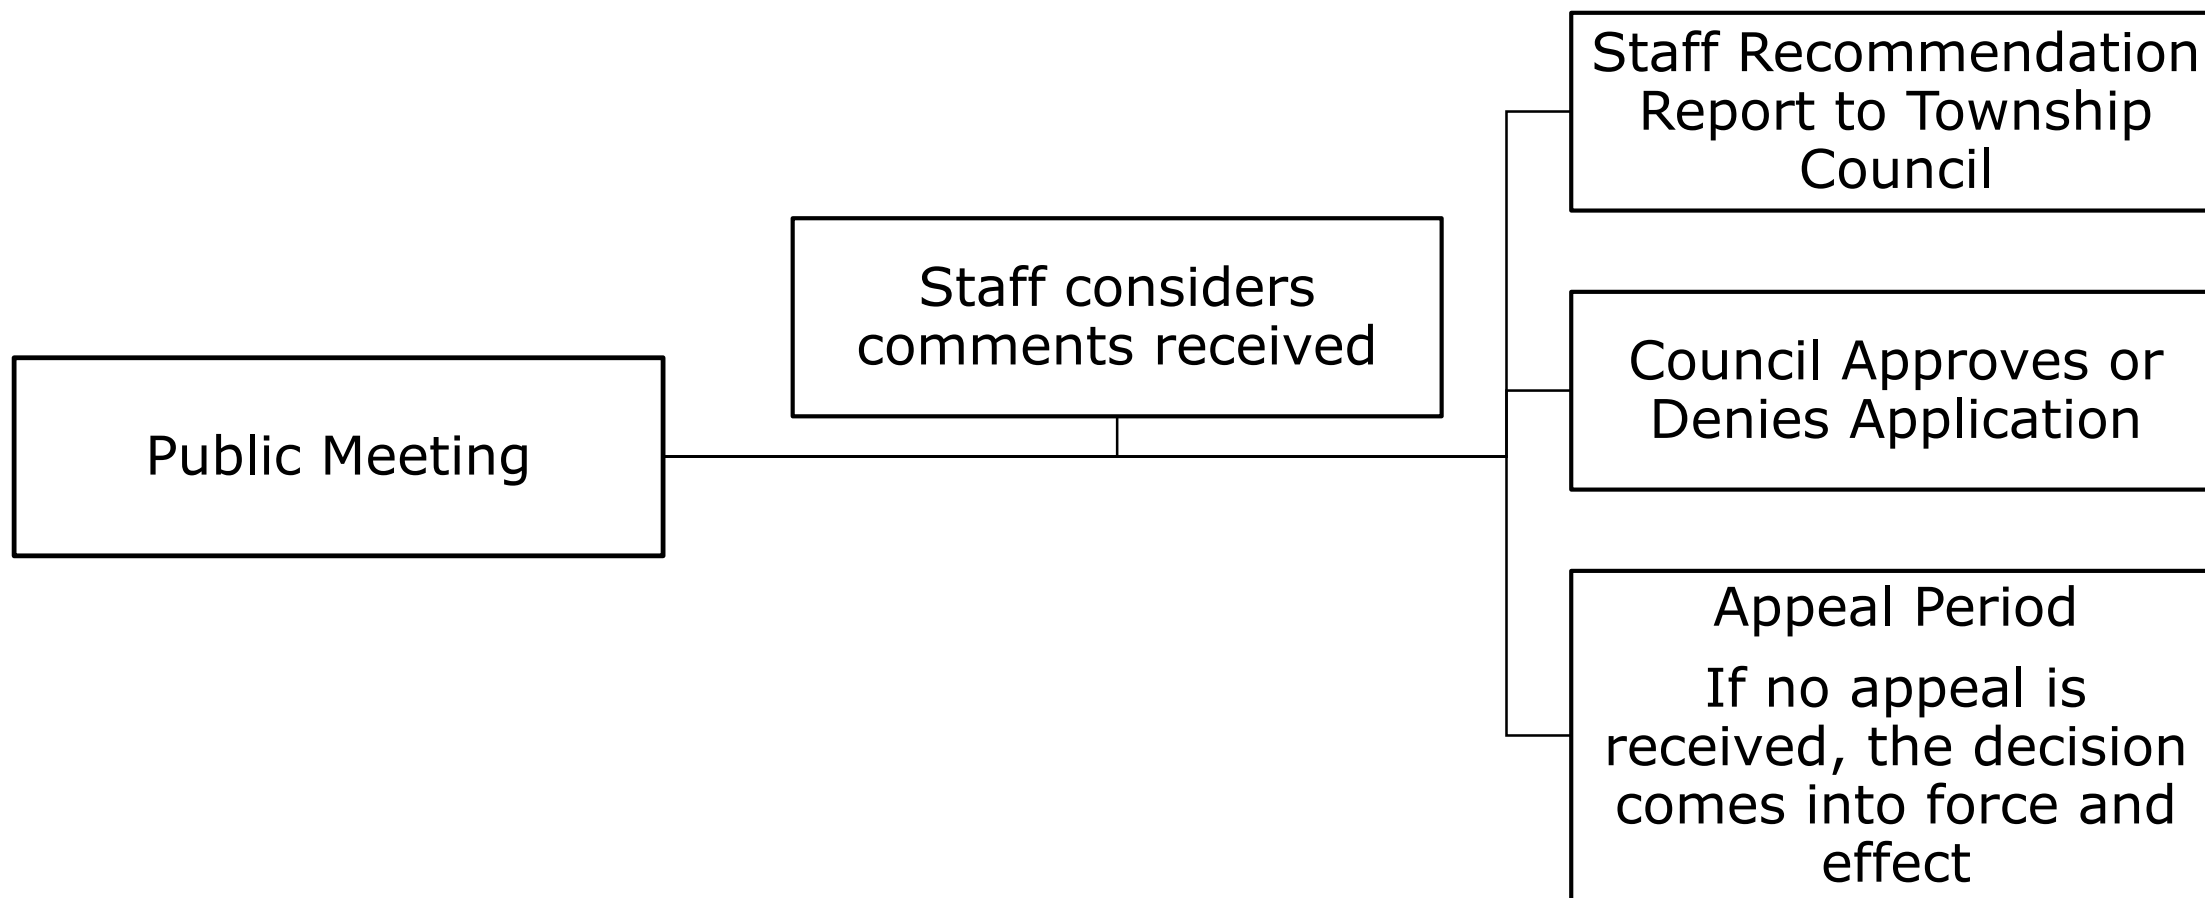 Public Meeting
Staff considers
comments received
Staff Recommendation
Report to Township
Council
Council Approves or
Denies Application
Appeal Period
If no appeal is
received, the decision
comes into force and
effect